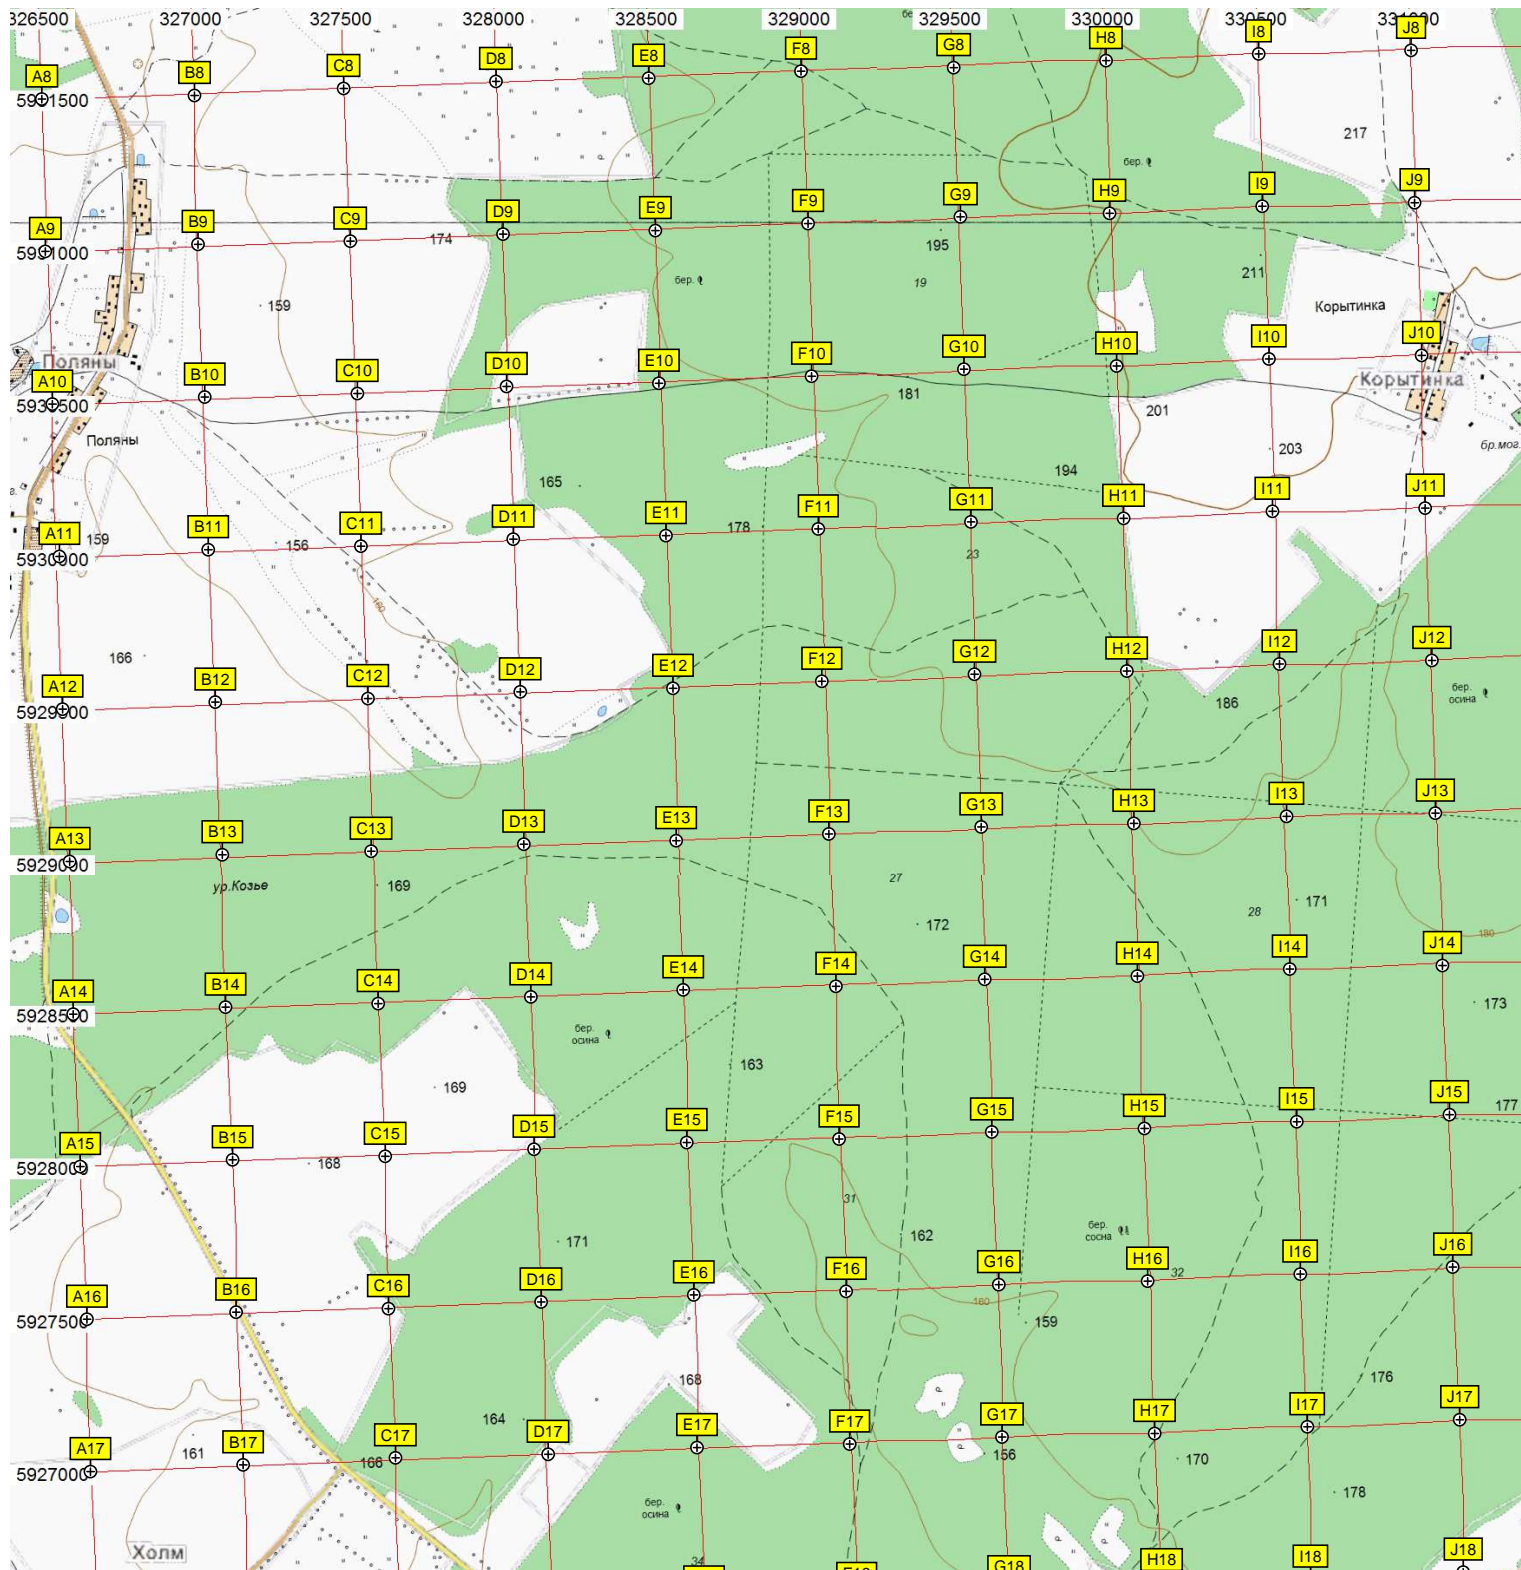 326500 327000 327500 328000 328500 329000 329500 330000 330500 331000
A8 B8 C8 D8 E8 F8 G8 H8 I8 J8
5931500
217
бер.
A9 B9 C9 D9 E9 F9 G9 H9 I9 J9
5931000
174
195
211
бер.
19
159
Корытинка
Поляны
A10 B10 C10 D10 E10 F10 G10 H10 I10 J10
5930500
Корытинка
181
201
Поляны
203
бр.мог.
165
194
A11 B11 C11 D11 E11 F11 G11 H11 I11 J11
5930000
159
156
178
23
180
166
A12 B12 C12 D12 E12 F12 G12 H12 I12 J12
5929500
186
бер.
осина
A13 B13 C13 D13 E13 F13 G13 H13 I13 J13
5929000
ур.Козье
169
27
172
28
171
180
A14 B14 C14 D14 E14 F14 G14 H14 I14 J14
5928500
173
бер.
осина
163
169
177
A15 B15 C15 D15 E15 F15 G15 H15 I15 J15
5928000
168
31
171
162
бер.
сосна
A16 B16 C16 D16 E16 F16 G16 H16 I16 J16
32
160
5927500
159
168
176
164
A17 B17 C17 D17 E17 F17 G17 H17 I17 J17
5927000
161
166
156
170
178
бер.
осина
Холм
34
G18 H18 I18 J18